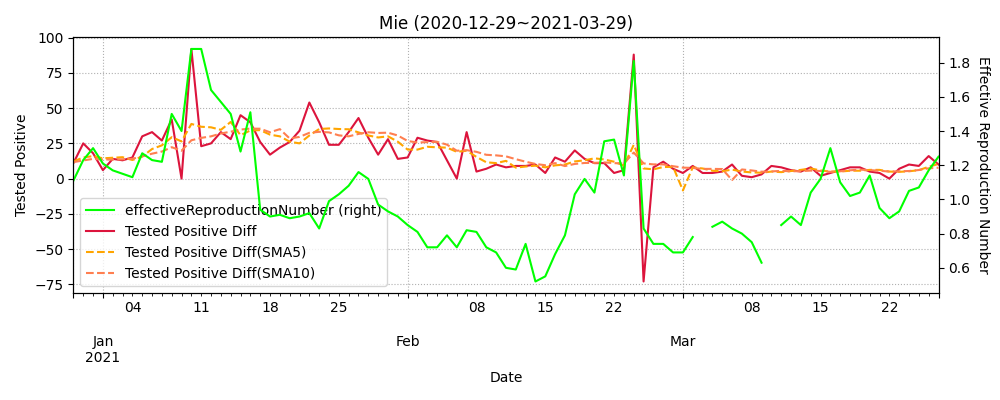 Mie (2020-12-29~2021-03-29)
100
75
50
25
0
−25
−50
−75
Tested Positive
1.8
1.6
1.4
1.2
1.0
0.8
0.6
Effective Reproduction Number
effectiveReproductionNumber (right)
Tested Positive Diff
Tested Positive Diff(SMA5)
Tested Positive Diff(SMA10)
04 11 18 25 08 15 22 08 15 22
Jan Feb Mar
2021
Date